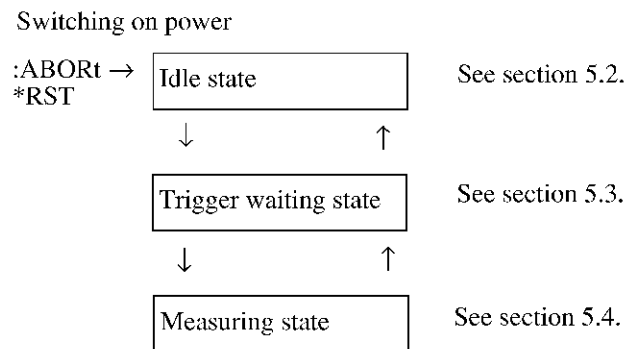 Switching on power
:ABORt → Idle state See section 5.2.
*RST
↓ ↑
Trigger waiting state See section 5.3.
↓ ↑
Measuring state See section 5.4.